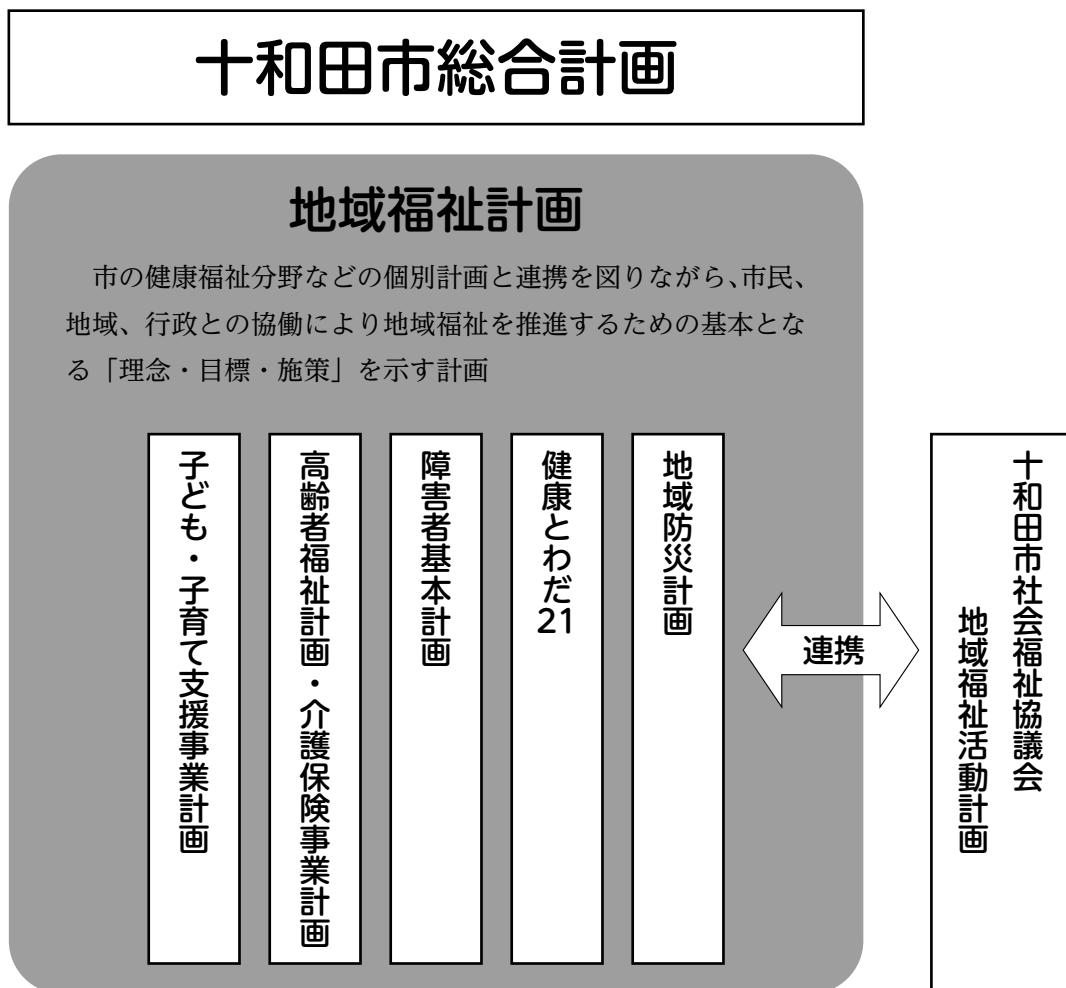 十和田市総合計画
地域福祉計画
市の健康福祉分野などの個別計画と連携を図りながら、市民、
地域、行政との協働により地域福祉を推進するための基本とな
る「理念・目標・施策」を示す計画
子ども・子育て支援事業計画
高齢者福祉計画・介護保険事業計画
障害者基本計画
健康とわだ21
地域防災計画
連携
十和田市社会福祉協議会
地域福祉活動計画